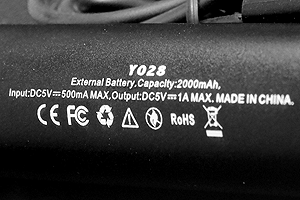 Y028
External Battery,Capacity:2000mAh,
Input:DC5V⎓500mA MAX,Output:DC5V⎓1A MAX. MADE IN CHINA.
CE FC RoHS